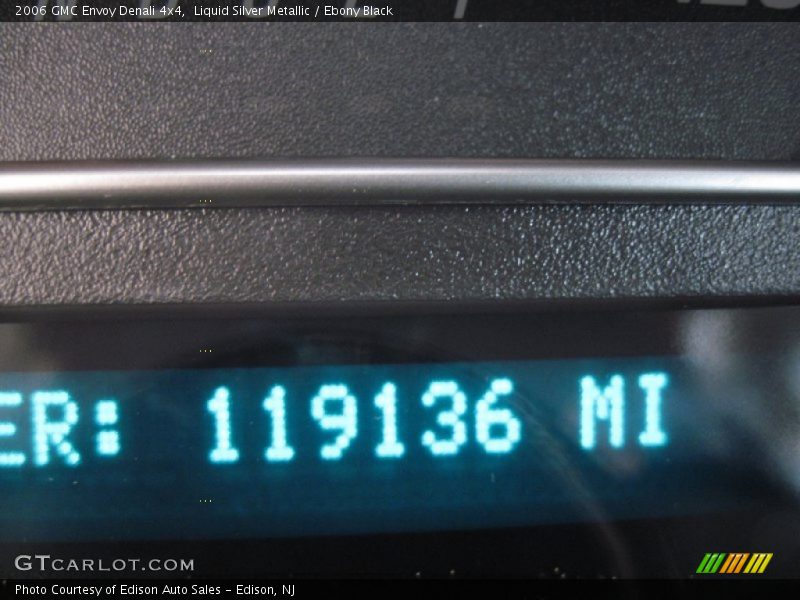 2006 GMC Envoy Denali 4x4, Liquid Silver Metallic / Ebony Black
ER: 119136 MI
GTCARLOT.COM
Photo Courtesy of Edison Auto Sales - Edison, NJ